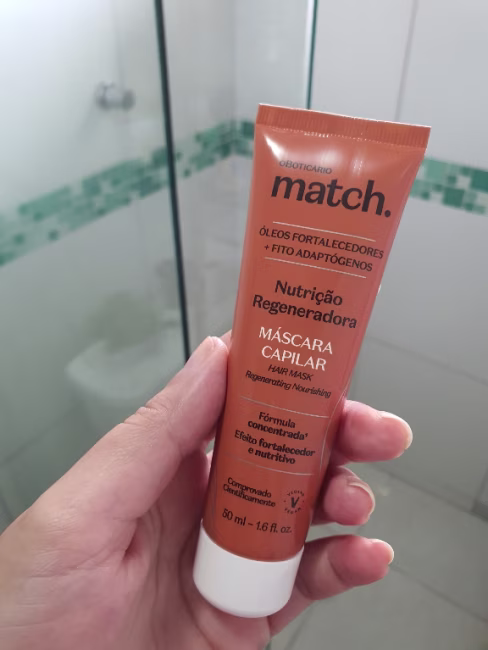 OBOTICÁRIO
match.
ÓLEOS FORTALECEDORES
+ FITO ADAPTÓGENOS
Nutrição
Regeneradora
MÁSCARA
CAPILAR
HAIR MASK
Regenerating Nourishing
Fórmula
concentrada¹
Efeito fortalecedor
e nutritivo
Comprovado
Cientificamente
V
50 ml – 1.6 fl. oz.